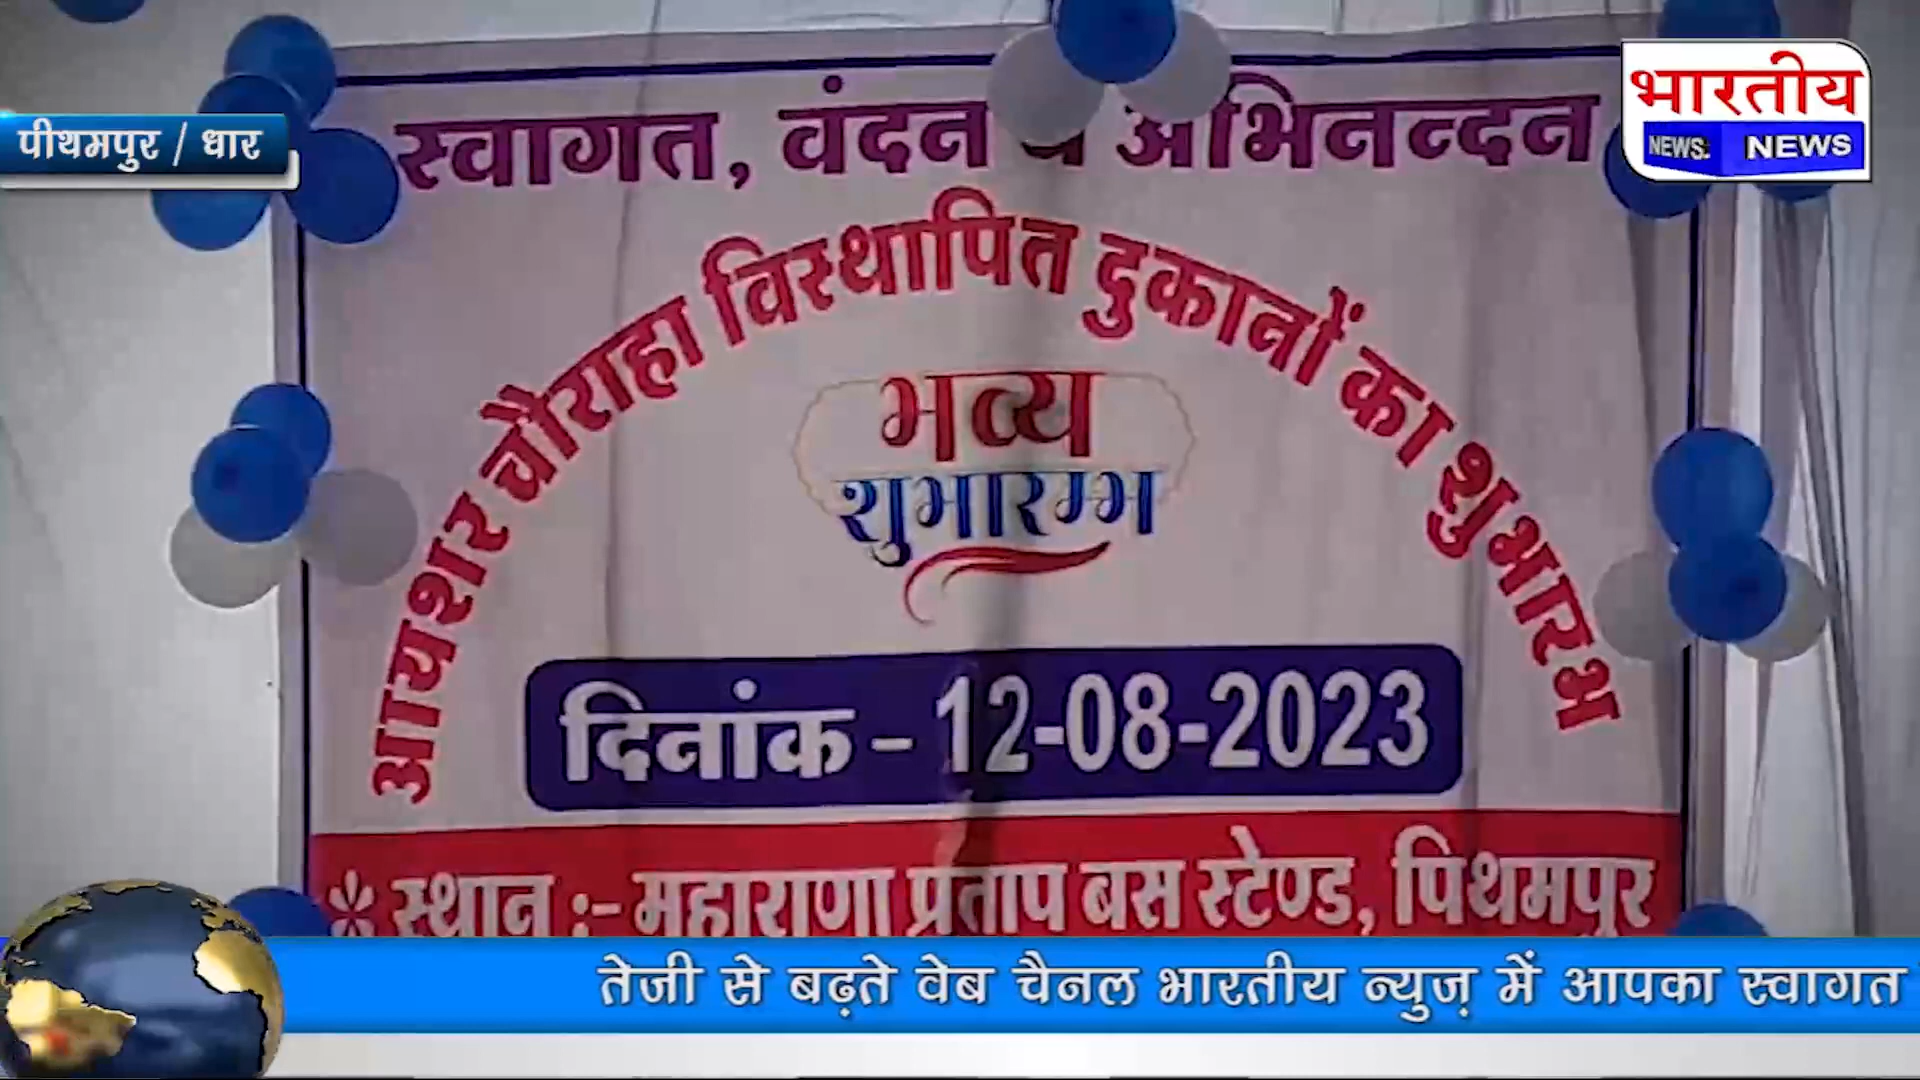 स्वागत, वंदन व अभिनन्दन
भारतीय
NEWS
NEWS
पीथमपुर / धार
आयशर चौराहा विस्थापित दुकानों का शुभारंभ
भव्य
शुभारम्भ
दिनांक - 12-08-2023
* स्थान :- महाराणा प्रताप बस स्टेण्ड, पिथमपुर
तेजी से बढ़ते वेब चैनल भारतीय न्युज़ में आपका स्वागत